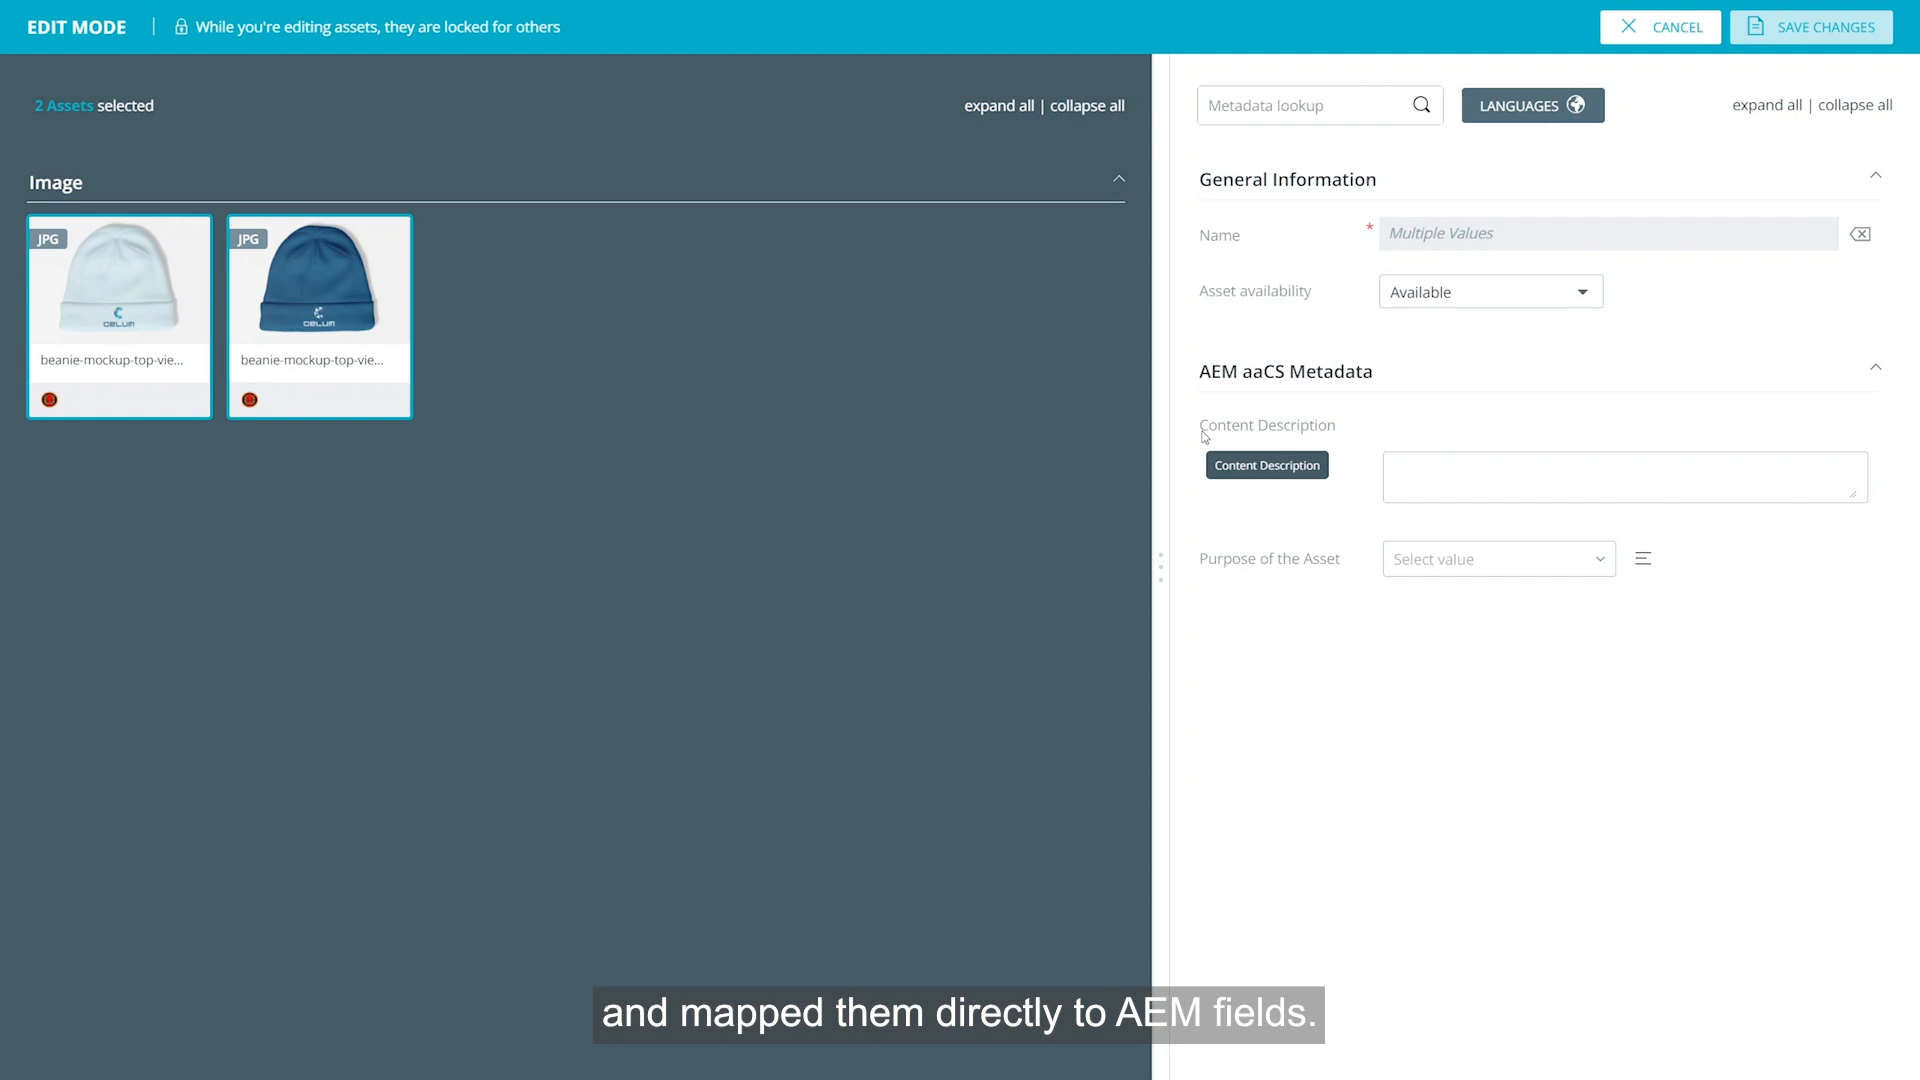 EDIT MODE
While you're editing assets, they are locked for others
CANCEL
SAVE CHANGES
2 Assets selected
expand all | collapse all
Image
JPG
CELUM
beanie-mockup-top-vie...
JPG
CELUM
beanie-mockup-top-vie...
Metadata lookup
LANGUAGES
expand all | collapse all
General Information
Name
*
Multiple Values
Asset availability
Available
AEM aaCS Metadata
Content Description
Content Description
Purpose of the Asset
Select value
and mapped them directly to AEM fields.